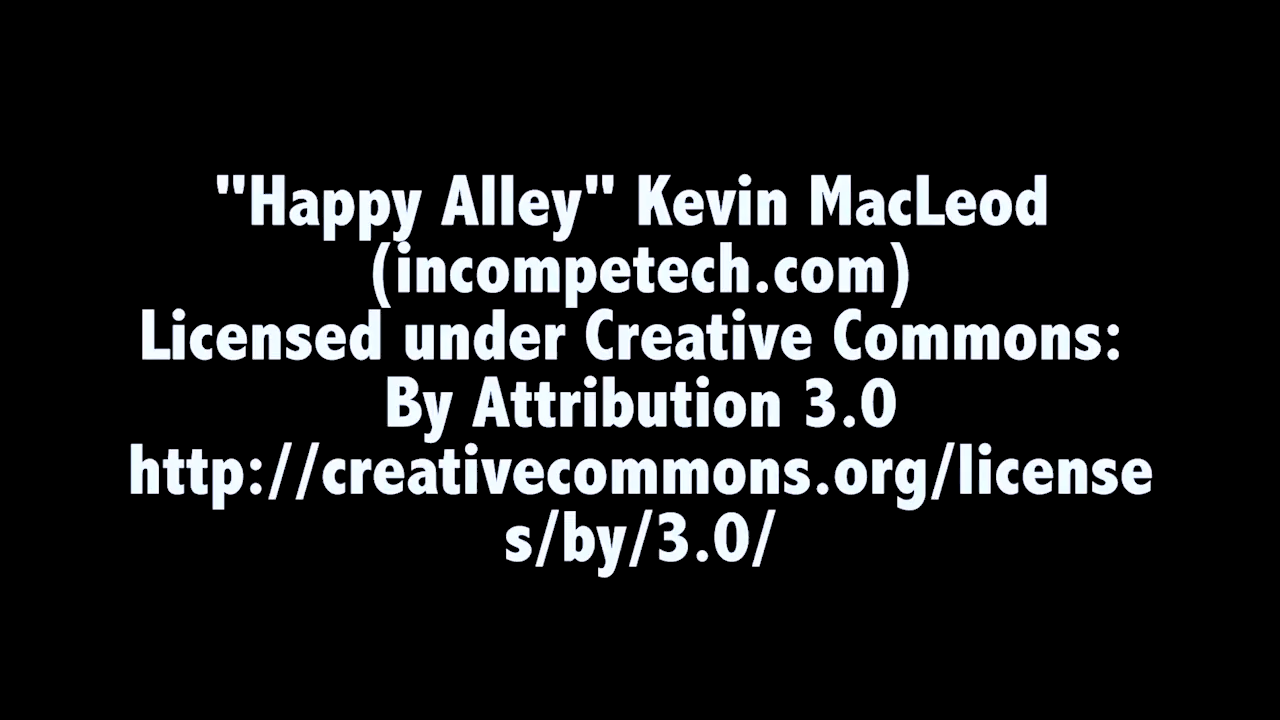 "Happy Alley" Kevin MacLeod
(incompetech.com)
Licensed under Creative Commons:
By Attribution 3.0
http://creativecommons.org/license
s/by/3.0/